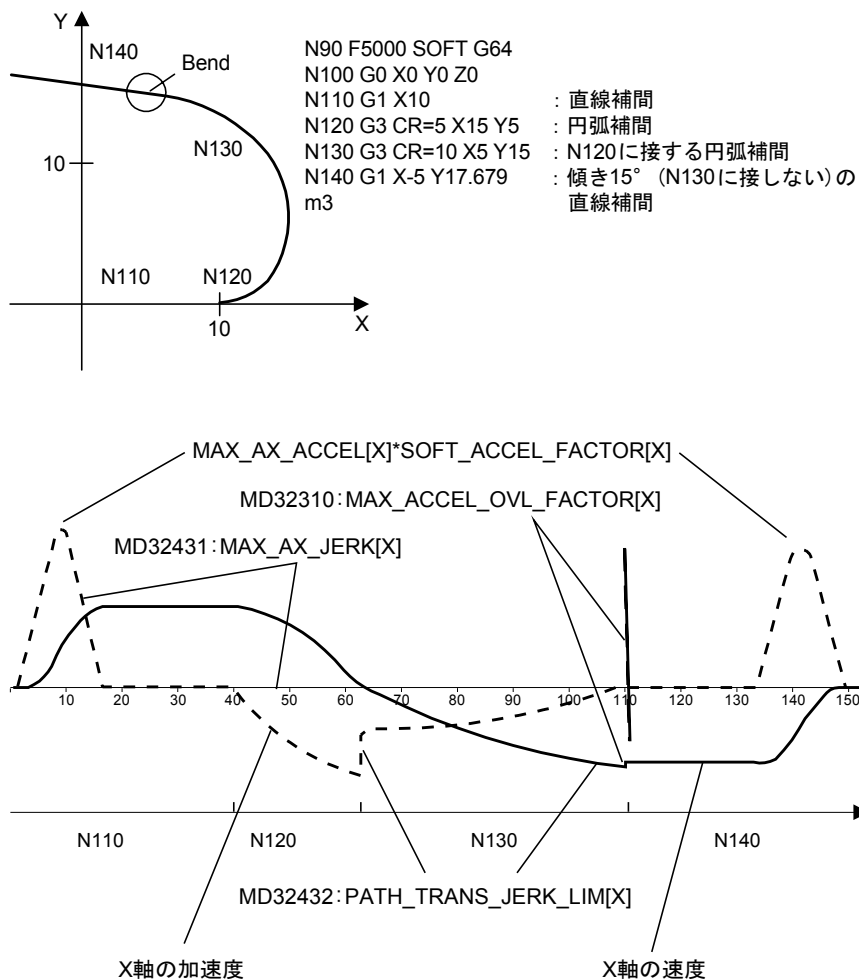 Y
N140
Bend
10
N130
N110
N120
10
X
N90 F5000 SOFT G64
N100 G0 X0 Y0 Z0
N110 G1 X10 : 直線補間
N120 G3 CR=5 X15 Y5 : 円弧補間
N130 G3 CR=10 X5 Y15 : N120に接する円弧補間
N140 G1 X-5 Y17.679 : 傾き15° (N130に接しない)の
m3 直線補間
MAX_AX_ACCEL[X]*SOFT_ACCEL_FACTOR[X]
MD32310:MAX_ACCEL_OVL_FACTOR[X]
MD32431:MAX_AX_JERK[X]
10 20 30 40 50 60 70 80 90 100 110 120 130 140 150
N110 N120 N130 N140
MD32432:PATH_TRANS_JERK_LIM[X]
X軸の加速度 X軸の速度